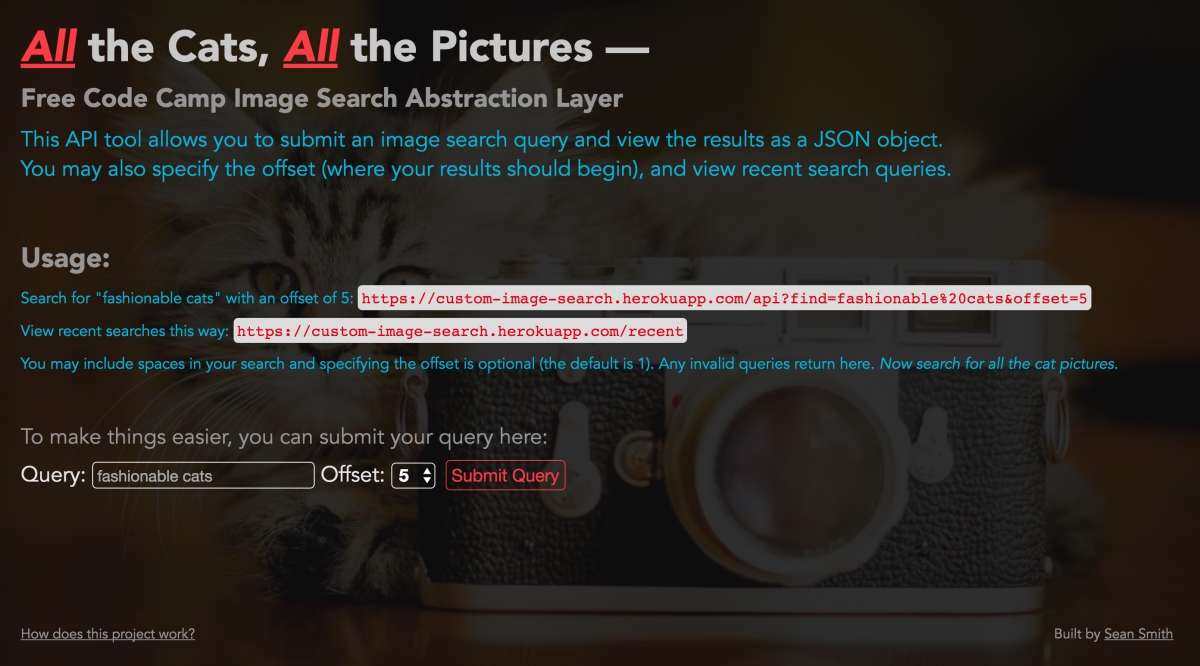 All the Cats, All the Pictures —
Free Code Camp Image Search Abstraction Layer
This API tool allows you to submit an image search query and view the results as a JSON object.
You may also specify the offset (where your results should begin), and view recent search queries.
Usage:
Search for "fashionable cats" with an offset of 5: https://custom-image-search.herokuapp.com/api?find=fashionable%20cats&offset=5
View recent searches this way: https://custom-image-search.herokuapp.com/recent
You may include spaces in your search and specifying the offset is optional (the default is 1). Any invalid queries return here. Now search for all the cat pictures.
To make things easier, you can submit your query here:
Query: fashionable cats Offset: 5 Submit Query
How does this project work? Built by Sean Smith